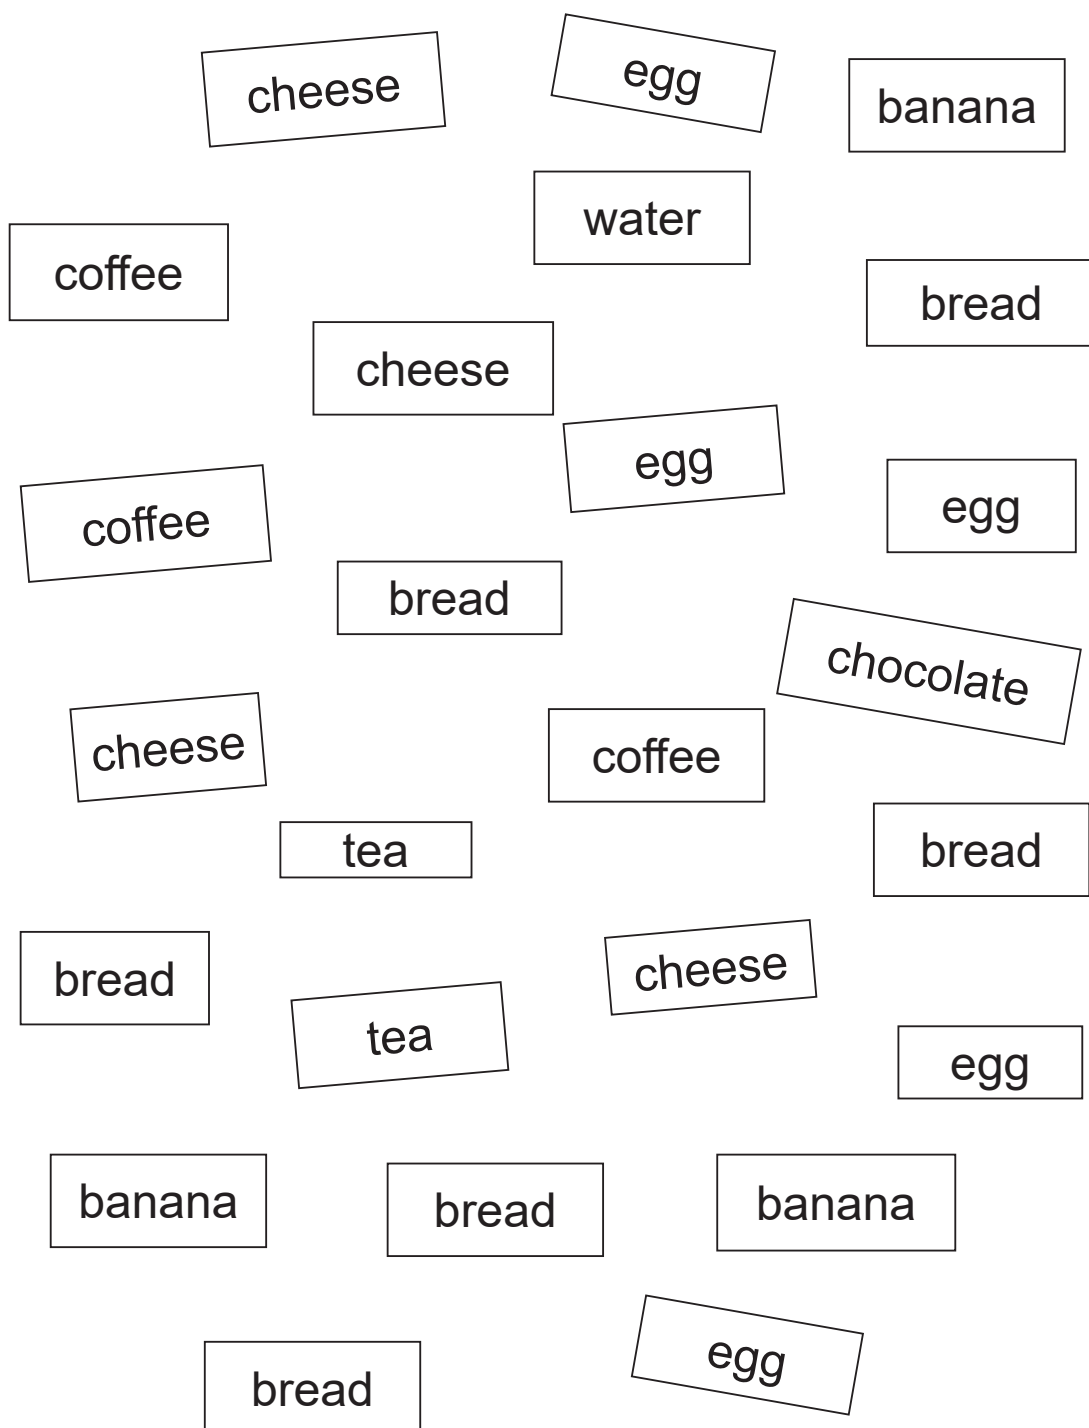 cheese
egg
banana
water
coffee
bread
cheese
egg
egg
coffee
bread
chocolate
cheese
coffee
tea
bread
bread
cheese
tea
egg
banana
bread
banana
egg
bread